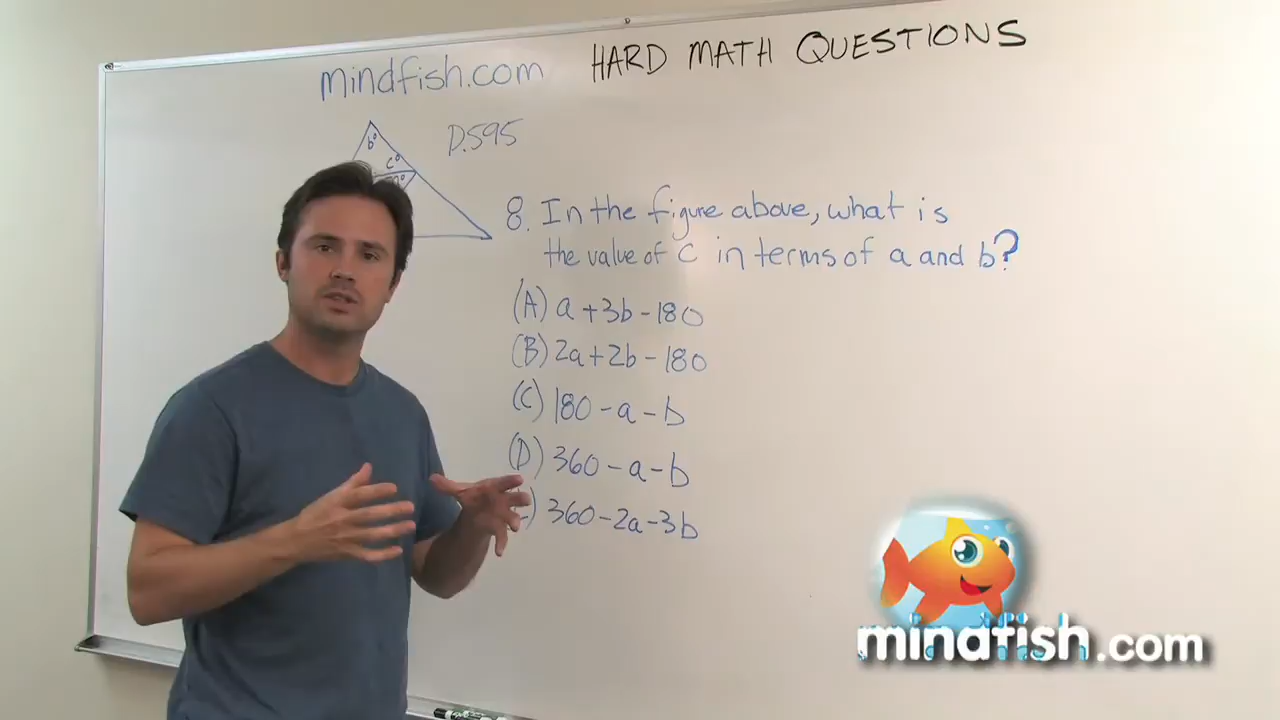 mindfish.com HARD MATH QUESTIONS
b°
c°
P.595
8. In the figure above, what is
the value of c in terms of a and b?
(A) a + 3b - 180
(B) 2a + 2b - 180
(C) 180 - a - b
(D) 360 - a - b
360 - 2a - 3b
mindfish.com